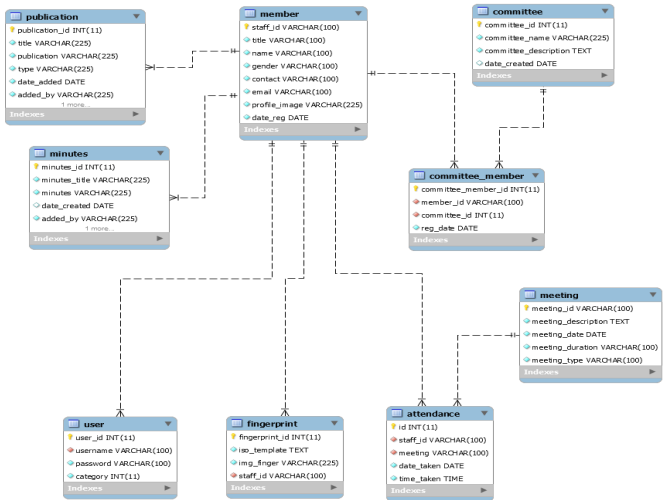 publication
publication_id INT(11)
title VARCHAR(225)
publication VARCHAR(225)
type VARCHAR(225)
date_added DATE
added_by VARCHAR(225)
1 more...
Indexes
member
staff_id VARCHAR(100)
title VARCHAR(100)
name VARCHAR(100)
gender VARCHAR(100)
contact VARCHAR(100)
email VARCHAR(100)
profile_image VARCHAR(225)
date_reg DATE
Indexes
committee
committee_id INT(11)
committee_name VARCHAR(225)
committee_description TEXT
date_created DATE
Indexes
minutes
minutes_id INT(11)
minutes_title VARCHAR(225)
minutes VARCHAR(225)
date_created DATE
added_by VARCHAR(225)
1 more...
Indexes
committee_member
committee_member_id INT(11)
member_id VARCHAR(100)
committee_id INT(11)
reg_date DATE
Indexes
meeting
meeting_id VARCHAR(100)
meeting_description TEXT
meeting_date DATE
meeting_duration VARCHAR(100)
meeting_type VARCHAR(100)
Indexes
user
user_id INT(11)
username VARCHAR(100)
password VARCHAR(100)
category INT(11)
Indexes
fingerprint
fingerprint_id INT(11)
iso_template TEXT
img_finger VARCHAR(225)
staff_id VARCHAR(100)
Indexes
attendance
id INT(11)
staff_id VARCHAR(100)
meeting VARCHAR(100)
date_taken DATE
time_taken TIME
Indexes